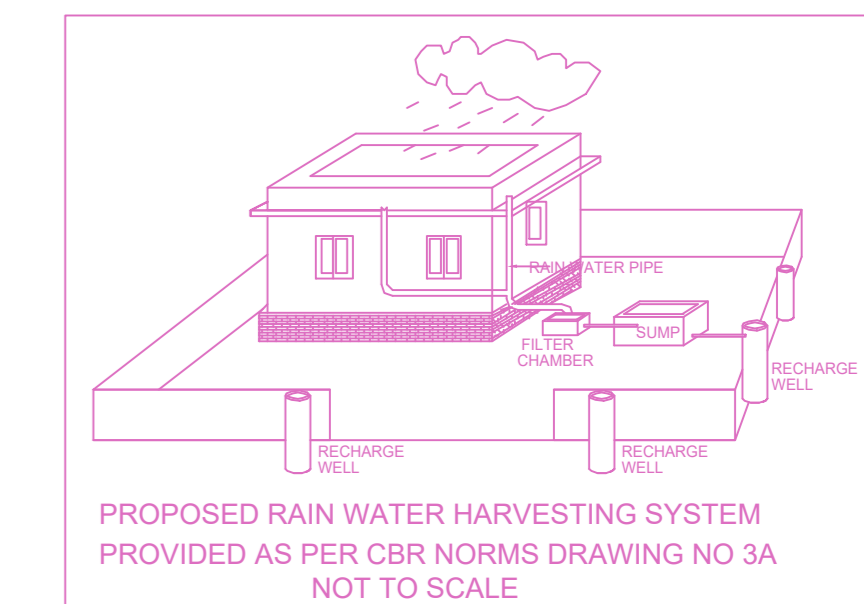 RAIN WATER PIPE
SUMP
FILTER
CHAMBER
RECHARGE
WELL
RECHARGE
WELL
RECHARGE
WELL
PROPOSED RAIN WATER HARVESTING SYSTEM
PROVIDED AS PER CBR NORMS DRAWING NO 3A
NOT TO SCALE